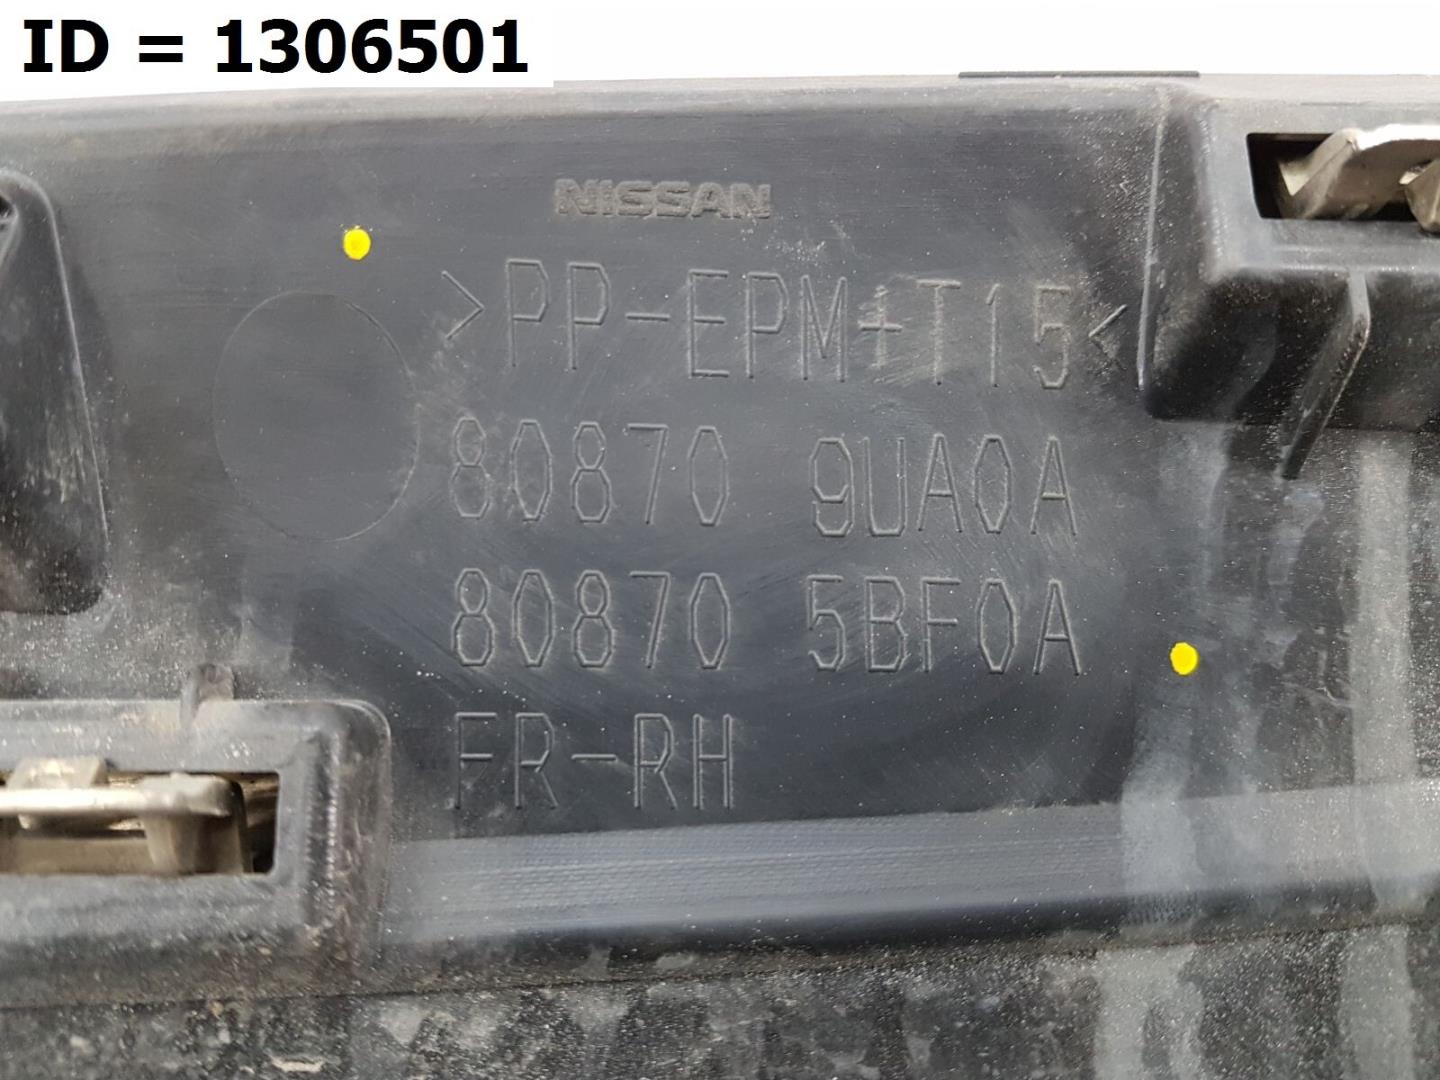 ID = 1306501
NISSAN
>PP-EPM+T15<
80870 9UA0A
80870 5BF0A
FR-RH